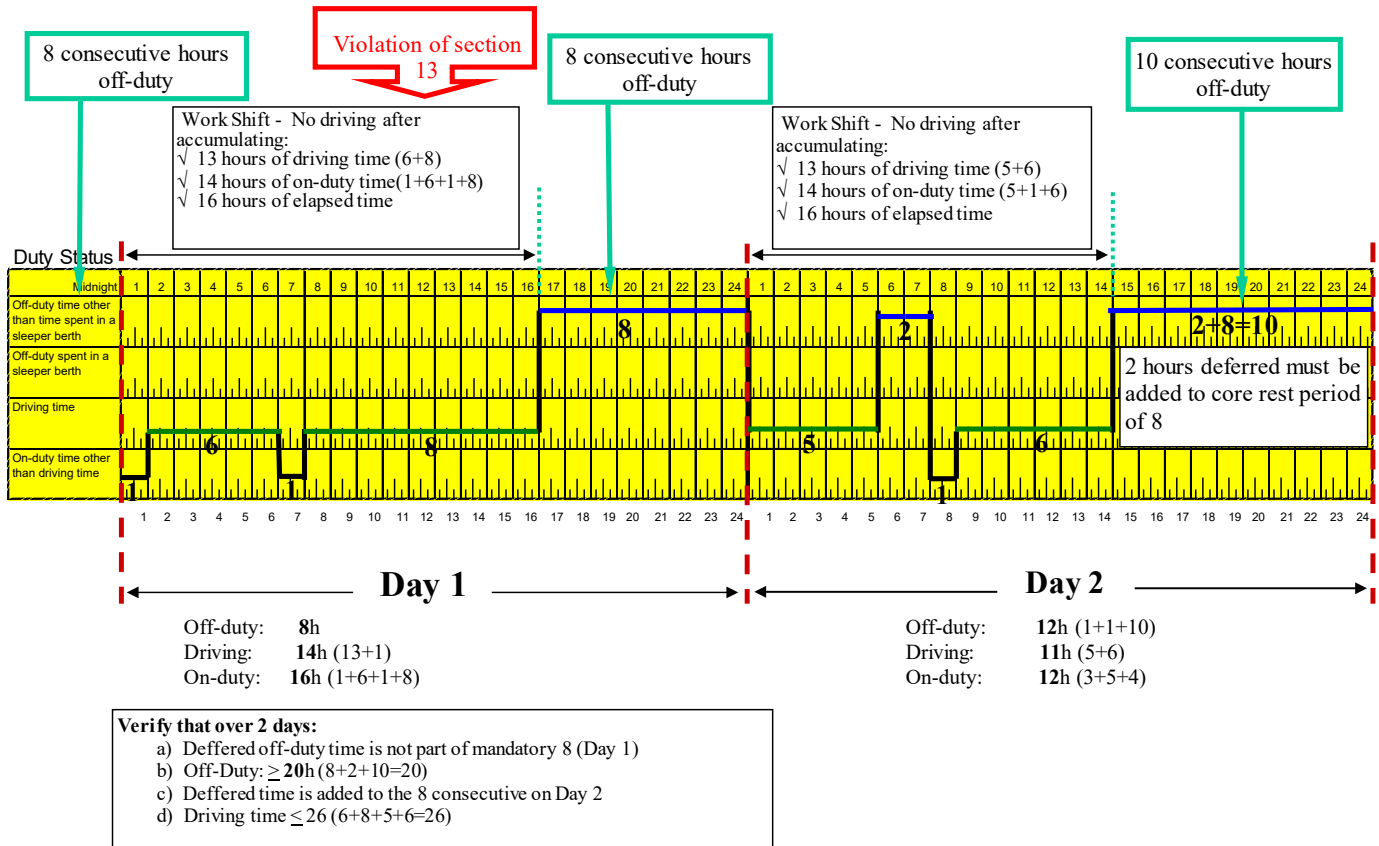 8 consecutive hours
off-duty
Violation of section
13
8 consecutive hours
off-duty
10 consecutive hours
off-duty
Work Shift - No driving after
accumulating:
√ 13 hours of driving time (6+8)
√ 14 hours of on-duty time(1+6+1+8)
√ 16 hours of elapsed time
Work Shift - No driving after
accumulating:
√ 13 hours of driving time (5+6)
√ 14 hours of on-duty time (5+1+6)
√ 16 hours of elapsed time
Duty Status
Midnight 1 2 3 4 5 6 7 8 9 10 11 12 13 14 15 16 17 18 19 20 21 22 23 24 1 2 3 4 5 6 7 8 9 10 11 12 13 14 15 16 17 18 19 20 21 22 23 24
Off-duty time other
than time spent in a
sleeper berth
8
2
2+8=10
Off-duty spent in a
sleeper berth
2 hours deferred must be
added to core rest period
of 8
Driving time
6
8
5
6
On-duty time other
than driving time
1
1
1
1 2 3 4 5 6 7 8 9 10 11 12 13 14 15 16 17 18 19 20 21 22 23 24 1 2 3 4 5 6 7 8 9 10 11 12 13 14 15 16 17 18 19 20 21 22 23 24
Day 1
Day 2
Off-duty: 8h
Driving: 14h (13+1)
On-duty: 16h (1+6+1+8)
Off-duty: 12h (1+1+10)
Driving: 11h (5+6)
On-duty: 12h (3+5+4)
Verify that over 2 days:
a) Deffered off-duty time is not part of mandatory 8 (Day 1)
b) Off-Duty: ≥ 20h (8+2+10=20)
c) Deffered time is added to the 8 consecutive on Day 2
d) Driving time ≤ 26 (6+8+5+6=26)